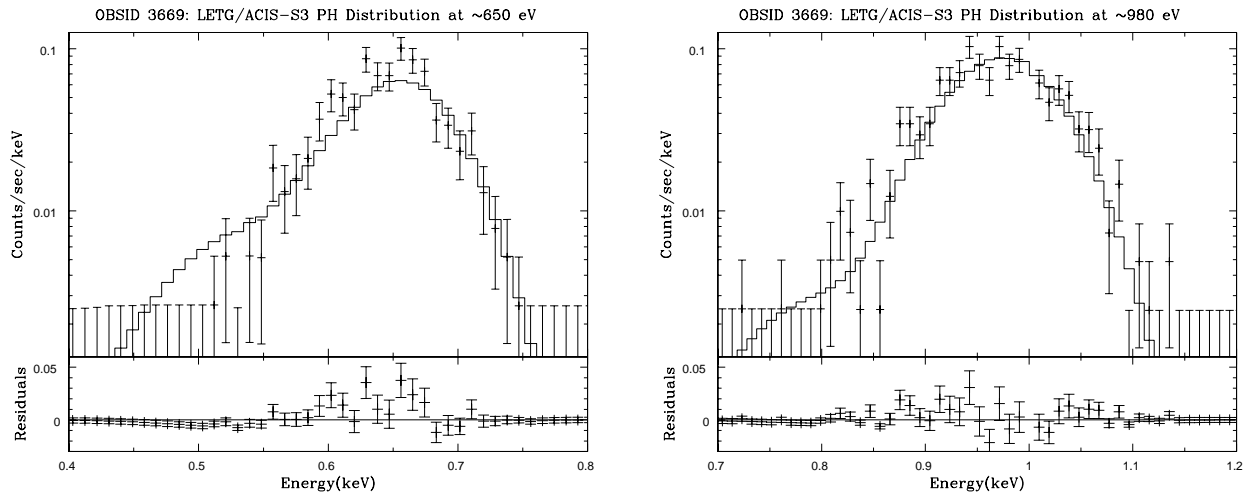 OBSID 3669: LETG/ACIS-S3 PH Distribution at ~650 eV
0.1
0.01
Counts/sec/keV
0.05
0
Residuals
0.4 0.5 0.6 0.7 0.8
Energy(keV)
OBSID 3669: LETG/ACIS-S3 PH Distribution at ~980 eV
0.1
0.01
Counts/sec/keV
0.05
0
Residuals
0.7 0.8 0.9 1 1.1 1.2
Energy(keV)